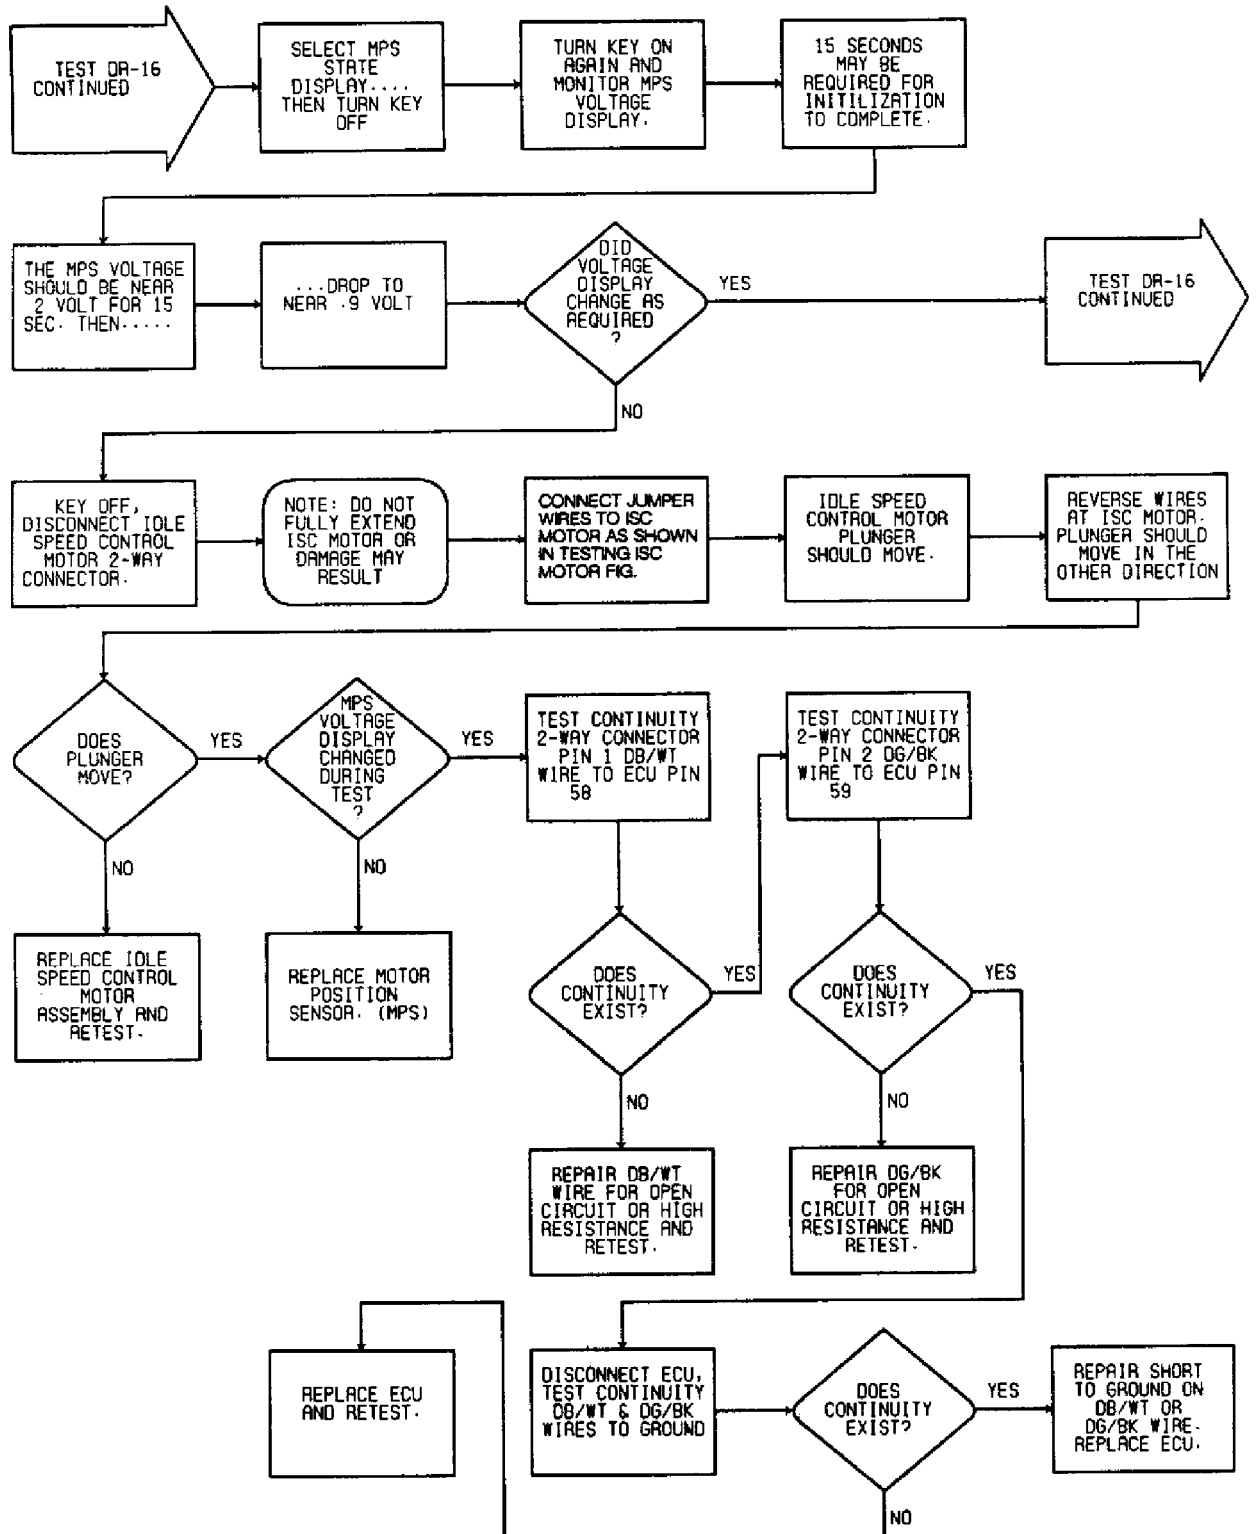 TEST DR-16
CONTINUED
SELECT MPS
STATE
DISPLAY....
THEN TURN KEY
OFF
TURN KEY ON
AGAIN AND
MONITOR MPS
VOLTAGE
DISPLAY.
15 SECONDS
MAY BE
REQUIRED FOR
INITILIZATION
TO COMPLETE.
THE MPS VOLTAGE
SHOULD BE NEAR
2 VOLT FOR 15
SEC. THEN.....
...DROP TO
NEAR .9 VOLT
DID
VOLTAGE
DISPLAY
CHANGE AS
REQUIRED
?
YES
TEST DR-16
CONTINUED
NO
KEY OFF,
DISCONNECT IDLE
SPEED CONTROL
MOTOR 2-WAY
CONNECTOR.
NOTE: DO NOT
FULLY EXTEND
ISC MOTOR OR
DAMAGE MAY
RESULT
CONNECT JUMPER
WIRES TO ISC
MOTOR AS SHOWN
IN TESTING ISC
MOTOR FIG.
IDLE SPEED
CONTROL MOTOR
PLUNGER
SHOULD MOVE.
REVERSE WIRES
AT ISC MOTOR.
PLUNGER SHOULD
MOVE IN THE
OTHER DIRECTION
DOES
PLUNGER
MOVE?
YES
MPS
VOLTAGE
DISPLAY
CHANGED
DURING
TEST
?
YES
TEST CONTINUITY
2-WAY CONNECTOR
PIN 1 DB/WT
WIRE TO ECU PIN
58
TEST CONTINUITY
2-WAY CONNECTOR
PIN 2 DG/BK
WIRE TO ECU PIN
59
NO
NO
REPLACE IDLE
SPEED CONTROL
MOTOR
ASSEMBLY AND
RETEST.
REPLACE MOTOR
POSITION
SENSOR. (MPS)
DOES
CONTINUITY
EXIST?
YES
DOES
CONTINUITY
EXIST?
YES
NO
NO
REPAIR DB/WT
WIRE FOR OPEN
CIRCUIT OR HIGH
RESISTANCE AND
RETEST.
REPAIR DG/BK
FOR OPEN
CIRCUIT OR HIGH
RESISTANCE AND
RETEST.
REPLACE ECU
AND RETEST.
DISCONNECT ECU,
TEST CONTINUITY
DB/WT & DG/BK
WIRES TO GROUND
DOES
CONTINUITY
EXIST?
YES
REPAIR SHORT
TO GROUND ON
DB/WT OR
DG/BK WIRE.
REPLACE ECU.
NO